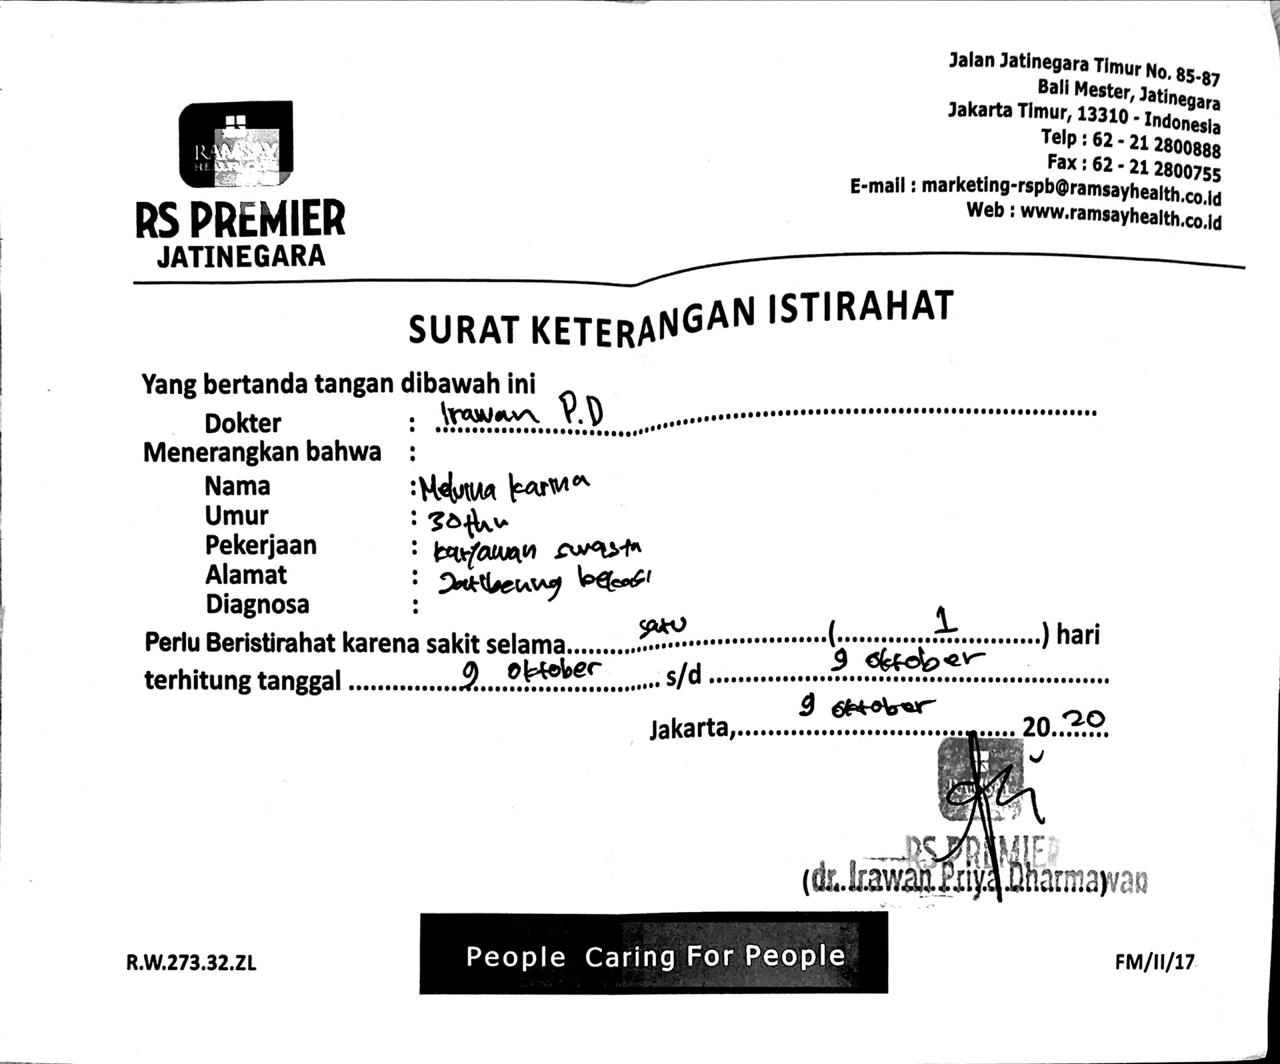 RAMSAY
HEALTH CARE
RS PREMIER
JATINEGARA
Jalan Jatinegara Timur No. 85-87
Bali Mester, Jatinegara
Jakarta Timur, 13310 - Indonesia
Telp : 62 - 21 2800888
Fax : 62 - 21 2800755
E-mail : marketing-rspb@ramsayhealth.co.id
Web : www.ramsayhealth.co.id
SURAT KETERANGAN ISTIRAHAT
Yang bertanda tangan dibawah ini
Dokter : Irawan P.D
Menerangkan bahwa :
Nama : Melvina Karina
Umur : 30 thn
Pekerjaan : karyawan swasta
Alamat : bekasi
Diagnosa :
Perlu Beristirahat karena sakit selama satu ( 1 ) hari
terhitung tanggal 9 oktober s/d 9 oktober
Jakarta, 9 oktober 20 20
RAMSAY
RS PREMIER
(dr. Irawan Priya Dharmawan)
R.W.273.32.ZL
People Caring For People
FM/II/17